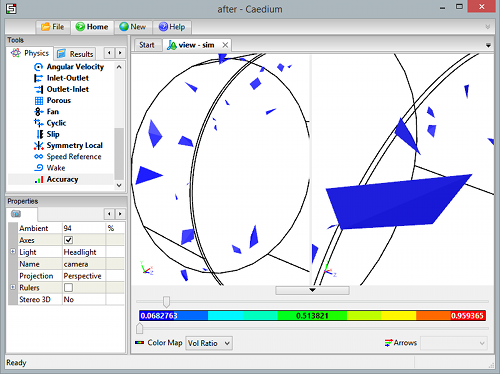 after - Caedium
File Home New Help
Tools
Physics Results
Angular Velocity
Inlet-Outlet
Outlet-Inlet
Porous
Fan
Cyclic
Slip
Symmetry Local
Speed Reference
Wake
Accuracy
Properties
Ambient 94 %
Axes
Light Headlight
Name camera
Projection Perspective
Rulers
Stereo 3D No
Start view - sim
0.0682763 0.513821 0.959365
Color Map Vol Ratio Arrows
Ready